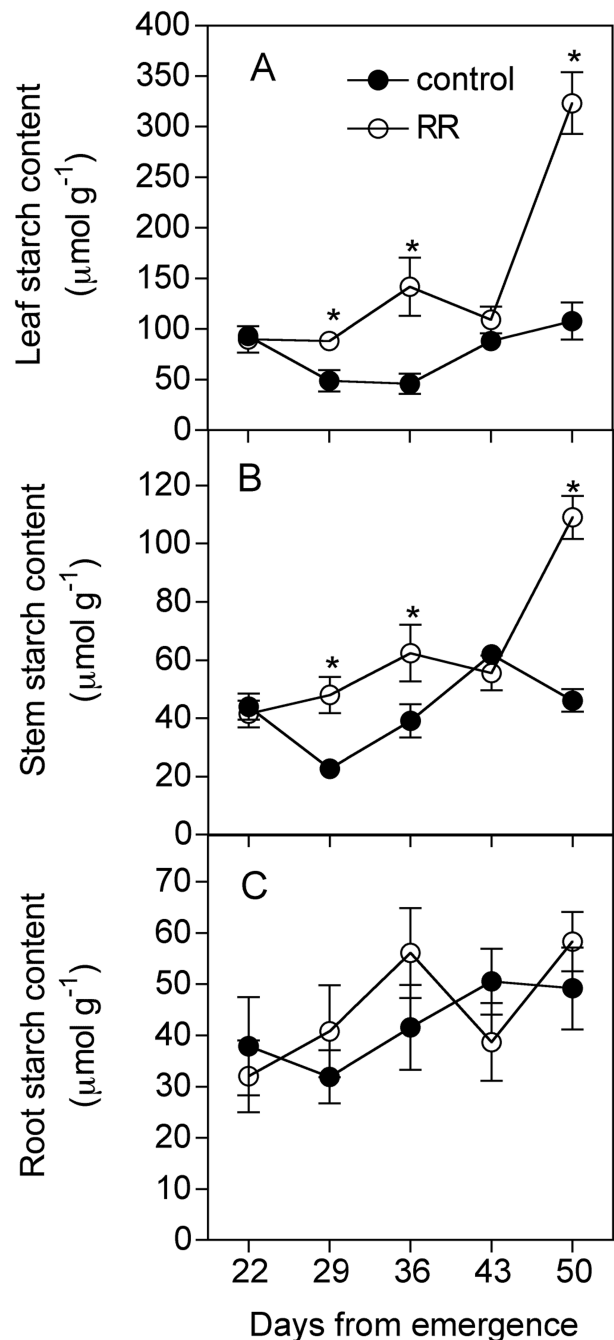 400
350
300
250
200
150
100
50
0
Leaf starch content
(μmol g⁻¹)
A
control
RR
*
*
*
120
100
80
60
40
20
0
Stem starch content
(μmol g⁻¹)
B
*
*
*
70
60
50
40
30
20
10
0
Root starch content
(μmol g⁻¹)
C
22 29 36 43 50
Days from emergence